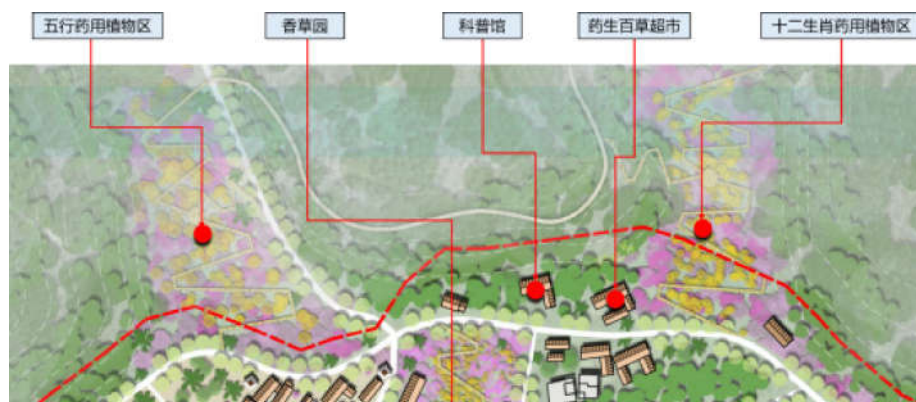 五行药用植物区
香草园
科普馆
药生百草超市
十二生肖药用植物区